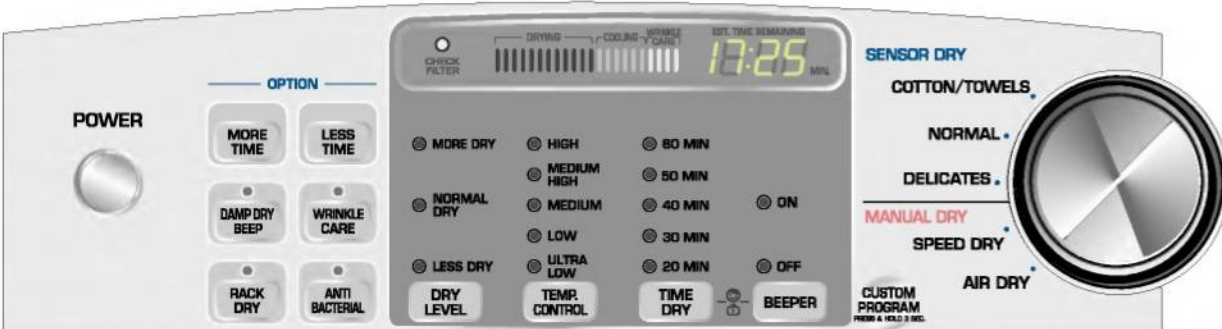 POWER
OPTION
MORE
TIME
LESS
TIME
DAMP DRY
BEEP
WRINKLE
CARE
RACK
DRY
ANTI
BACTERIAL
CHECK
FILTER
DRYING
COOLING
WRINKLE
CARE
EST. TIME REMAINING
17:25
MIN.
MORE DRY
NORMAL
DRY
LESS DRY
DRY
LEVEL
HIGH
MEDIUM
HIGH
MEDIUM
LOW
ULTRA
LOW
TEMP.
CONTROL
60 MIN
50 MIN
40 MIN
30 MIN
20 MIN
TIME
DRY
ON
OFF
BEEPER
SENSOR DRY
COTTON/TOWELS
NORMAL
DELICATES
MANUAL DRY
SPEED DRY
AIR DRY
CUSTOM
PROGRAM
PRESS & HOLD 3 SEC.